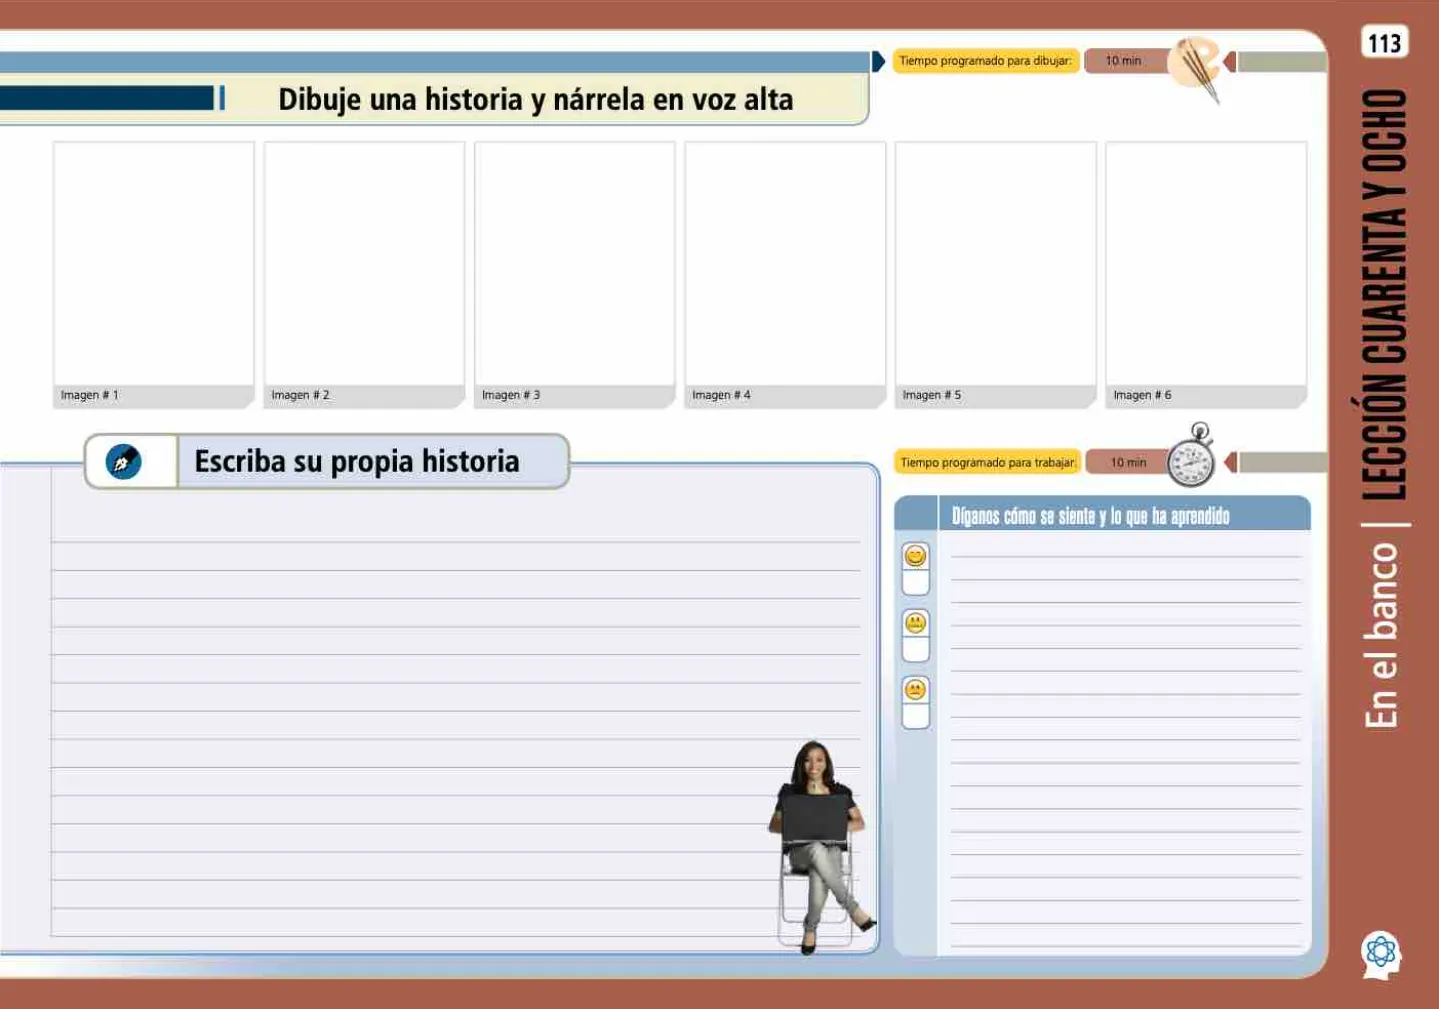 113
Tiempo programado para dibujar:
10 min
Dibuje una historia y nárrela en voz alta
Imagen # 1
Imagen # 2
Imagen # 3
Imagen # 4
Imagen # 5
Imagen # 6
Escriba su propia historia
Tiempo programado para trabajar:
10 min
Díganos cómo se siente y lo que ha aprendido
En el banco | LECCIÓN CUARENTA Y OCHO